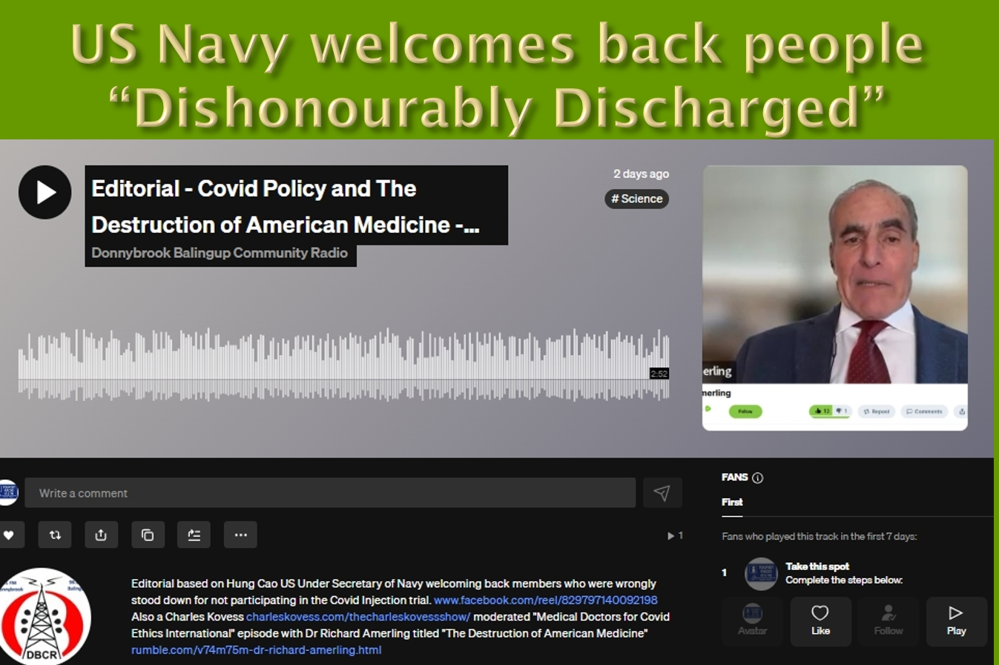 US Navy welcomes back people
“Dishonourably Discharged”
Editorial - Covid Policy and The
Destruction of American Medicine -...
Donnybrook Balingup Community Radio
2 days ago
# Science
2:52
erling
nerling
Follow
13
1
Repost
Comments
Write a comment
1
FANS
First
Fans who played this track in the first 7 days:
1
Take this spot
Complete the steps below:
Avatar
Like
Follow
Play
DBCR
Editorial based on Hung Cao US Under Secretary of Navy welcoming back members who were wrongly
stood down for not participating in the Covid Injection trial. www.facebook.com/reel/829797140092198
Also a Charles Kovess charleskovess.com/thecharleskovessshow/ moderated "Medical Doctors for Covid
Ethics International" episode with Dr Richard Amerling titled "The Destruction of American Medicine"
rumble.com/v74m75m-dr-richard-amerling.html